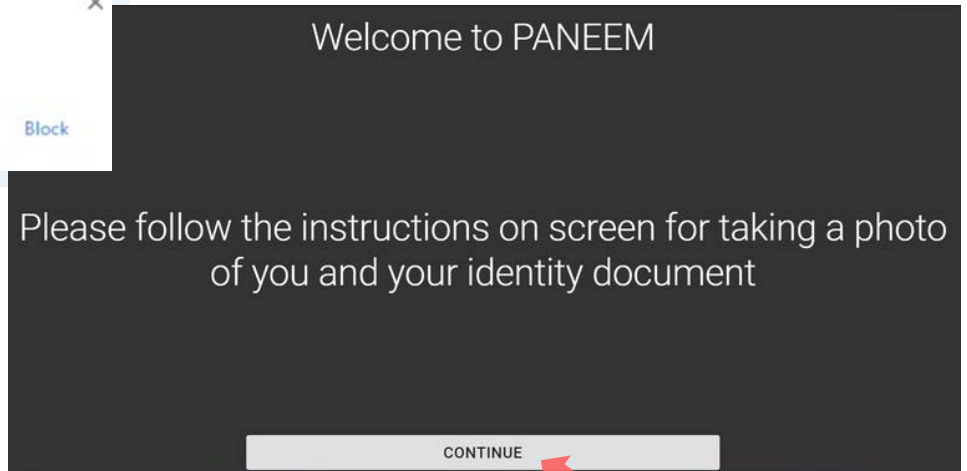 Welcome to PANEEM
Block
Please follow the instructions on screen for taking a photo
of you and your identity document
CONTINUE